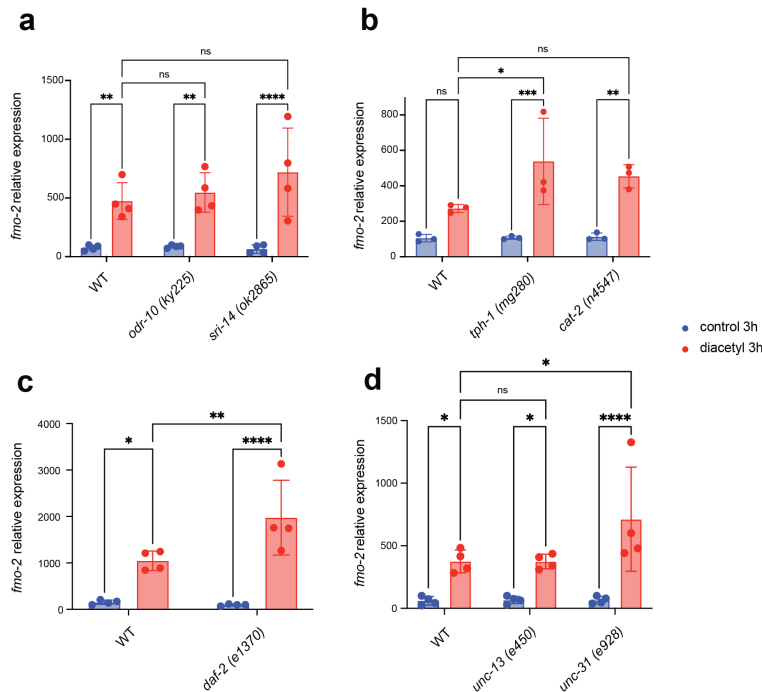 a
ns
ns
** ** ****
fmo-2 relative expression
1500
1000
500
0
WT
odr-10 (ky225)
sri-14 (ok2865)
b
ns
*
ns *** **
fmo-2 relative expression
800
600
400
200
0
WT
tph-1 (mg280)
cat-2 (n4547)
control 3h
diacetyl 3h
c
**
* ****
fmo-2 relative expression
4000
3000
2000
1000
0
WT
daf-2 (e1370)
d
*
ns
* * ****
fmo-2 relative expression
1500
1000
500
0
WT
unc-13 (e450)
unc-31 (e928)